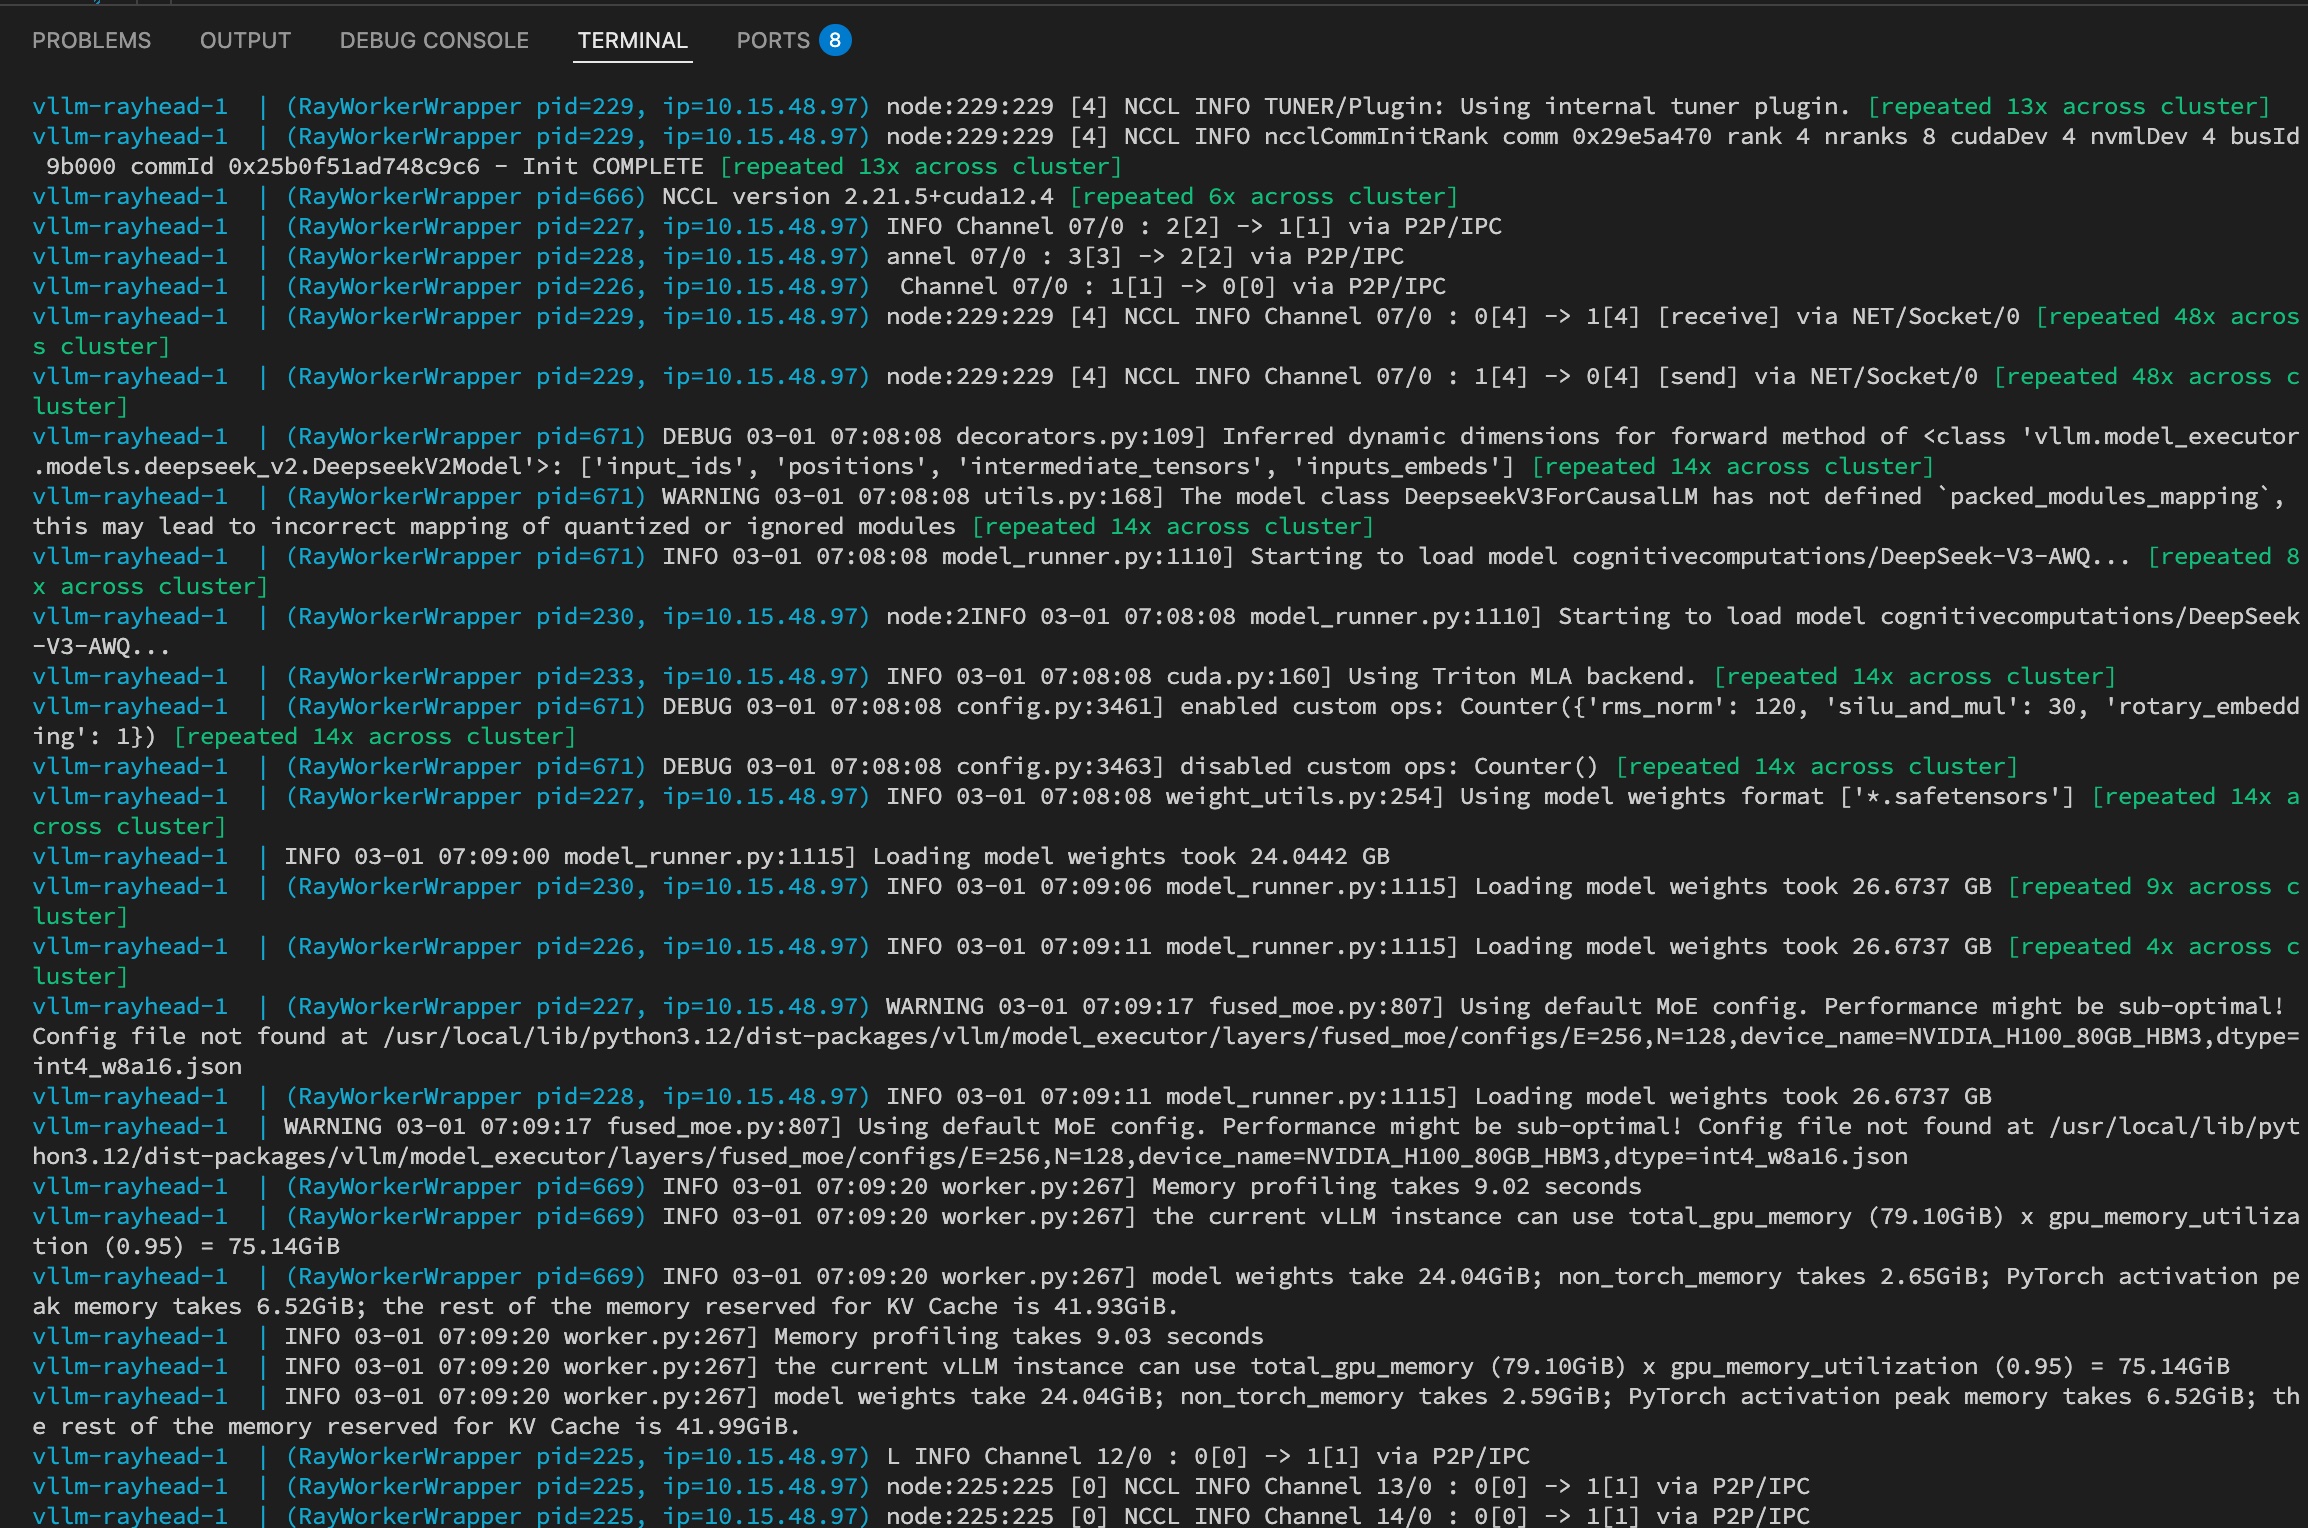 PROBLEMS OUTPUT DEBUG CONSOLE TERMINAL PORTS 8
vllm-rayhead-1 | (RayWorkerWrapper pid=229, ip=10.15.48.97) node:229:229 [4] NCCL INFO TUNER/Plugin: Using internal tuner plugin. [repeated 13x across cluster]
vllm-rayhead-1 | (RayWorkerWrapper pid=229, ip=10.15.48.97) node:229:229 [4] NCCL INFO ncclCommInitRank comm 0x29e5a470 rank 4 nranks 8 cudaDev 4 nvmlDev 4 busId
9b000 commId 0x25b0f51ad748c9c6 - Init COMPLETE [repeated 13x across cluster]
vllm-rayhead-1 | (RayWorkerWrapper pid=666) NCCL version 2.21.5+cuda12.4 [repeated 6x across cluster]
vllm-rayhead-1 | (RayWorkerWrapper pid=227, ip=10.15.48.97) INFO Channel 07/0 : 2[2] -> 1[1] via P2P/IPC
vllm-rayhead-1 | (RayWorkerWrapper pid=228, ip=10.15.48.97) annel 07/0 : 3[3] -> 2[2] via P2P/IPC
vllm-rayhead-1 | (RayWorkerWrapper pid=226, ip=10.15.48.97)  Channel 07/0 : 1[1] -> 0[0] via P2P/IPC
vllm-rayhead-1 | (RayWorkerWrapper pid=229, ip=10.15.48.97) node:229:229 [4] NCCL INFO Channel 07/0 : 0[4] -> 1[4] [receive] via NET/Socket/0 [repeated 48x acros
s cluster]
vllm-rayhead-1 | (RayWorkerWrapper pid=229, ip=10.15.48.97) node:229:229 [4] NCCL INFO Channel 07/0 : 1[4] -> 0[4] [send] via NET/Socket/0 [repeated 48x across c
luster]
vllm-rayhead-1 | (RayWorkerWrapper pid=671) DEBUG 03-01 07:08:08 decorators.py:109] Inferred dynamic dimensions for forward method of <class 'vllm.model_executor
.models.deepseek_v2.DeepseekV2Model'>: ['input_ids', 'positions', 'intermediate_tensors', 'inputs_embeds'] [repeated 14x across cluster]
vllm-rayhead-1 | (RayWorkerWrapper pid=671) WARNING 03-01 07:08:08 utils.py:168] The model class DeepseekV3ForCausalLM has not defined `packed_modules_mapping`,
this may lead to incorrect mapping of quantized or ignored modules [repeated 14x across cluster]
vllm-rayhead-1 | (RayWorkerWrapper pid=671) INFO 03-01 07:08:08 model_runner.py:1110] Starting to load model cognitivecomputations/DeepSeek-V3-AWQ... [repeated 8
x across cluster]
vllm-rayhead-1 | (RayWorkerWrapper pid=230, ip=10.15.48.97) node:2INFO 03-01 07:08:08 model_runner.py:1110] Starting to load model cognitivecomputations/DeepSeek
-V3-AWQ...
vllm-rayhead-1 | (RayWorkerWrapper pid=233, ip=10.15.48.97) INFO 03-01 07:08:08 cuda.py:160] Using Triton MLA backend. [repeated 14x across cluster]
vllm-rayhead-1 | (RayWorkerWrapper pid=671) DEBUG 03-01 07:08:08 config.py:3461] enabled custom ops: Counter({'rms_norm': 120, 'silu_and_mul': 30, 'rotary_embedd
ing': 1}) [repeated 14x across cluster]
vllm-rayhead-1 | (RayWorkerWrapper pid=671) DEBUG 03-01 07:08:08 config.py:3463] disabled custom ops: Counter() [repeated 14x across cluster]
vllm-rayhead-1 | (RayWorkerWrapper pid=227, ip=10.15.48.97) INFO 03-01 07:08:08 weight_utils.py:254] Using model weights format ['*.safetensors'] [repeated 14x a
cross cluster]
vllm-rayhead-1 | INFO 03-01 07:09:00 model_runner.py:1115] Loading model weights took 24.0442 GB
vllm-rayhead-1 | (RayWorkerWrapper pid=230, ip=10.15.48.97) INFO 03-01 07:09:06 model_runner.py:1115] Loading model weights took 26.6737 GB [repeated 9x across c
luster]
vllm-rayhead-1 | (RayWorkerWrapper pid=226, ip=10.15.48.97) INFO 03-01 07:09:11 model_runner.py:1115] Loading model weights took 26.6737 GB [repeated 4x across c
luster]
vllm-rayhead-1 | (RayWorkerWrapper pid=227, ip=10.15.48.97) WARNING 03-01 07:09:17 fused_moe.py:807] Using default MoE config. Performance might be sub-optimal!
Config file not found at /usr/local/lib/python3.12/dist-packages/vllm/model_executor/layers/fused_moe/configs/E=256,N=128,device_name=NVIDIA_H100_80GB_HBM3,dtype=
int4_w8a16.json
vllm-rayhead-1 | (RayWorkerWrapper pid=228, ip=10.15.48.97) INFO 03-01 07:09:11 model_runner.py:1115] Loading model weights took 26.6737 GB
vllm-rayhead-1 | WARNING 03-01 07:09:17 fused_moe.py:807] Using default MoE config. Performance might be sub-optimal! Config file not found at /usr/local/lib/pyt
hon3.12/dist-packages/vllm/model_executor/layers/fused_moe/configs/E=256,N=128,device_name=NVIDIA_H100_80GB_HBM3,dtype=int4_w8a16.json
vllm-rayhead-1 | (RayWorkerWrapper pid=669) INFO 03-01 07:09:20 worker.py:267] Memory profiling takes 9.02 seconds
vllm-rayhead-1 | (RayWorkerWrapper pid=669) INFO 03-01 07:09:20 worker.py:267] the current vLLM instance can use total_gpu_memory (79.10GiB) x gpu_memory_utiliza
tion (0.95) = 75.14GiB
vllm-rayhead-1 | (RayWorkerWrapper pid=669) INFO 03-01 07:09:20 worker.py:267] model weights take 24.04GiB; non_torch_memory takes 2.65GiB; PyTorch activation pe
ak memory takes 6.52GiB; the rest of the memory reserved for KV Cache is 41.93GiB.
vllm-rayhead-1 | INFO 03-01 07:09:20 worker.py:267] Memory profiling takes 9.03 seconds
vllm-rayhead-1 | INFO 03-01 07:09:20 worker.py:267] the current vLLM instance can use total_gpu_memory (79.10GiB) x gpu_memory_utilization (0.95) = 75.14GiB
vllm-rayhead-1 | INFO 03-01 07:09:20 worker.py:267] model weights take 24.04GiB; non_torch_memory takes 2.59GiB; PyTorch activation peak memory takes 6.52GiB; th
e rest of the memory reserved for KV Cache is 41.99GiB.
vllm-rayhead-1 | (RayWorkerWrapper pid=225, ip=10.15.48.97) L INFO Channel 12/0 : 0[0] -> 1[1] via P2P/IPC
vllm-rayhead-1 | (RayWorkerWrapper pid=225, ip=10.15.48.97) node:225:225 [0] NCCL INFO Channel 13/0 : 0[0] -> 1[1] via P2P/IPC
vllm-rayhead-1 | (RayWorkerWrapper pid=225, ip=10.15.48.97) node:225:225 [0] NCCL INFO Channel 14/0 : 0[0] -> 1[1] via P2P/IPC